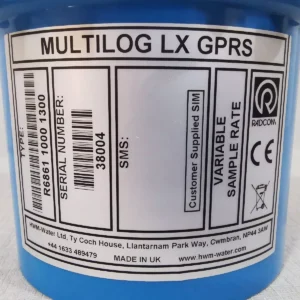 MULTILOG LX GPRS
TYPE:
R6861 1000 1300
SERIAL NUMBER:
38004
SMS:
Customer Supplied SIM
VARIABLE
SAMPLE RATE
RADCOM
CE
HWM-Water Ltd, Ty Coch House, Llantarnam Park Way, Cwmbran, NP44 3AW
+44 1633 489479
MADE IN UK
www.hwm-water.com